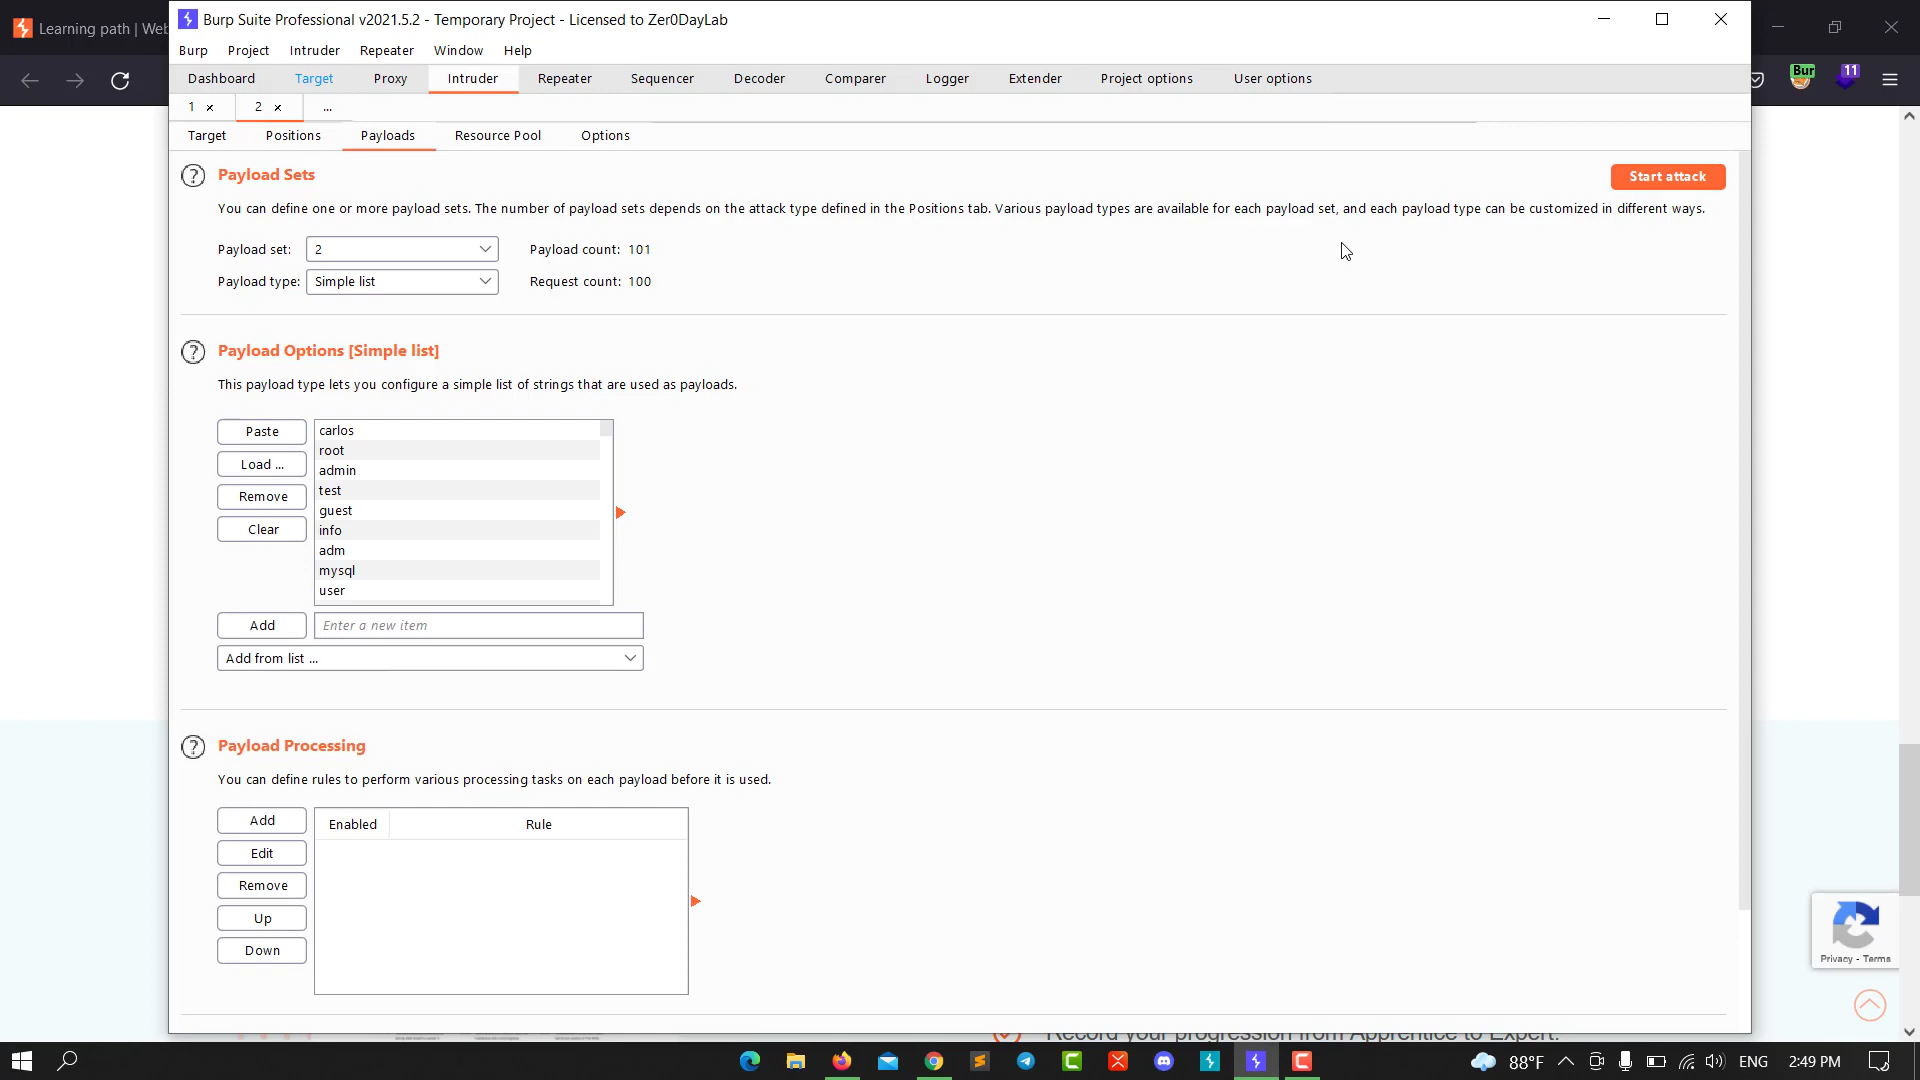 Learning path | Web
Burp Suite Professional v2021.5.2 - Temporary Project - Licensed to Zer0DayLab
Burp Project Intruder Repeater Window Help
Dashboard Target Proxy Intruder Repeater Sequencer Decoder Comparer Logger Extender Project options User options
Bur
11
1 × 2 × ...
Target Positions Payloads Resource Pool Options
? Payload Sets
Start attack
You can define one or more payload sets. The number of payload sets depends on the attack type defined in the Positions tab. Various payload types are available for each payload set, and each payload type can be customized in different ways.
Payload set: 2 Payload count: 101
Payload type: Simple list Request count: 100
? Payload Options [Simple list]
This payload type lets you configure a simple list of strings that are used as payloads.
Paste
Load ...
Remove
Clear
carlos
root
admin
test
guest
info
adm
mysql
user
Add Enter a new item
Add from list ...
? Payload Processing
You can define rules to perform various processing tasks on each payload before it is used.
Add
Edit
Remove
Up
Down
Enabled Rule
Privacy - Terms
Record your progression from Apprentice to Expert.
88°F ENG 2:49 PM